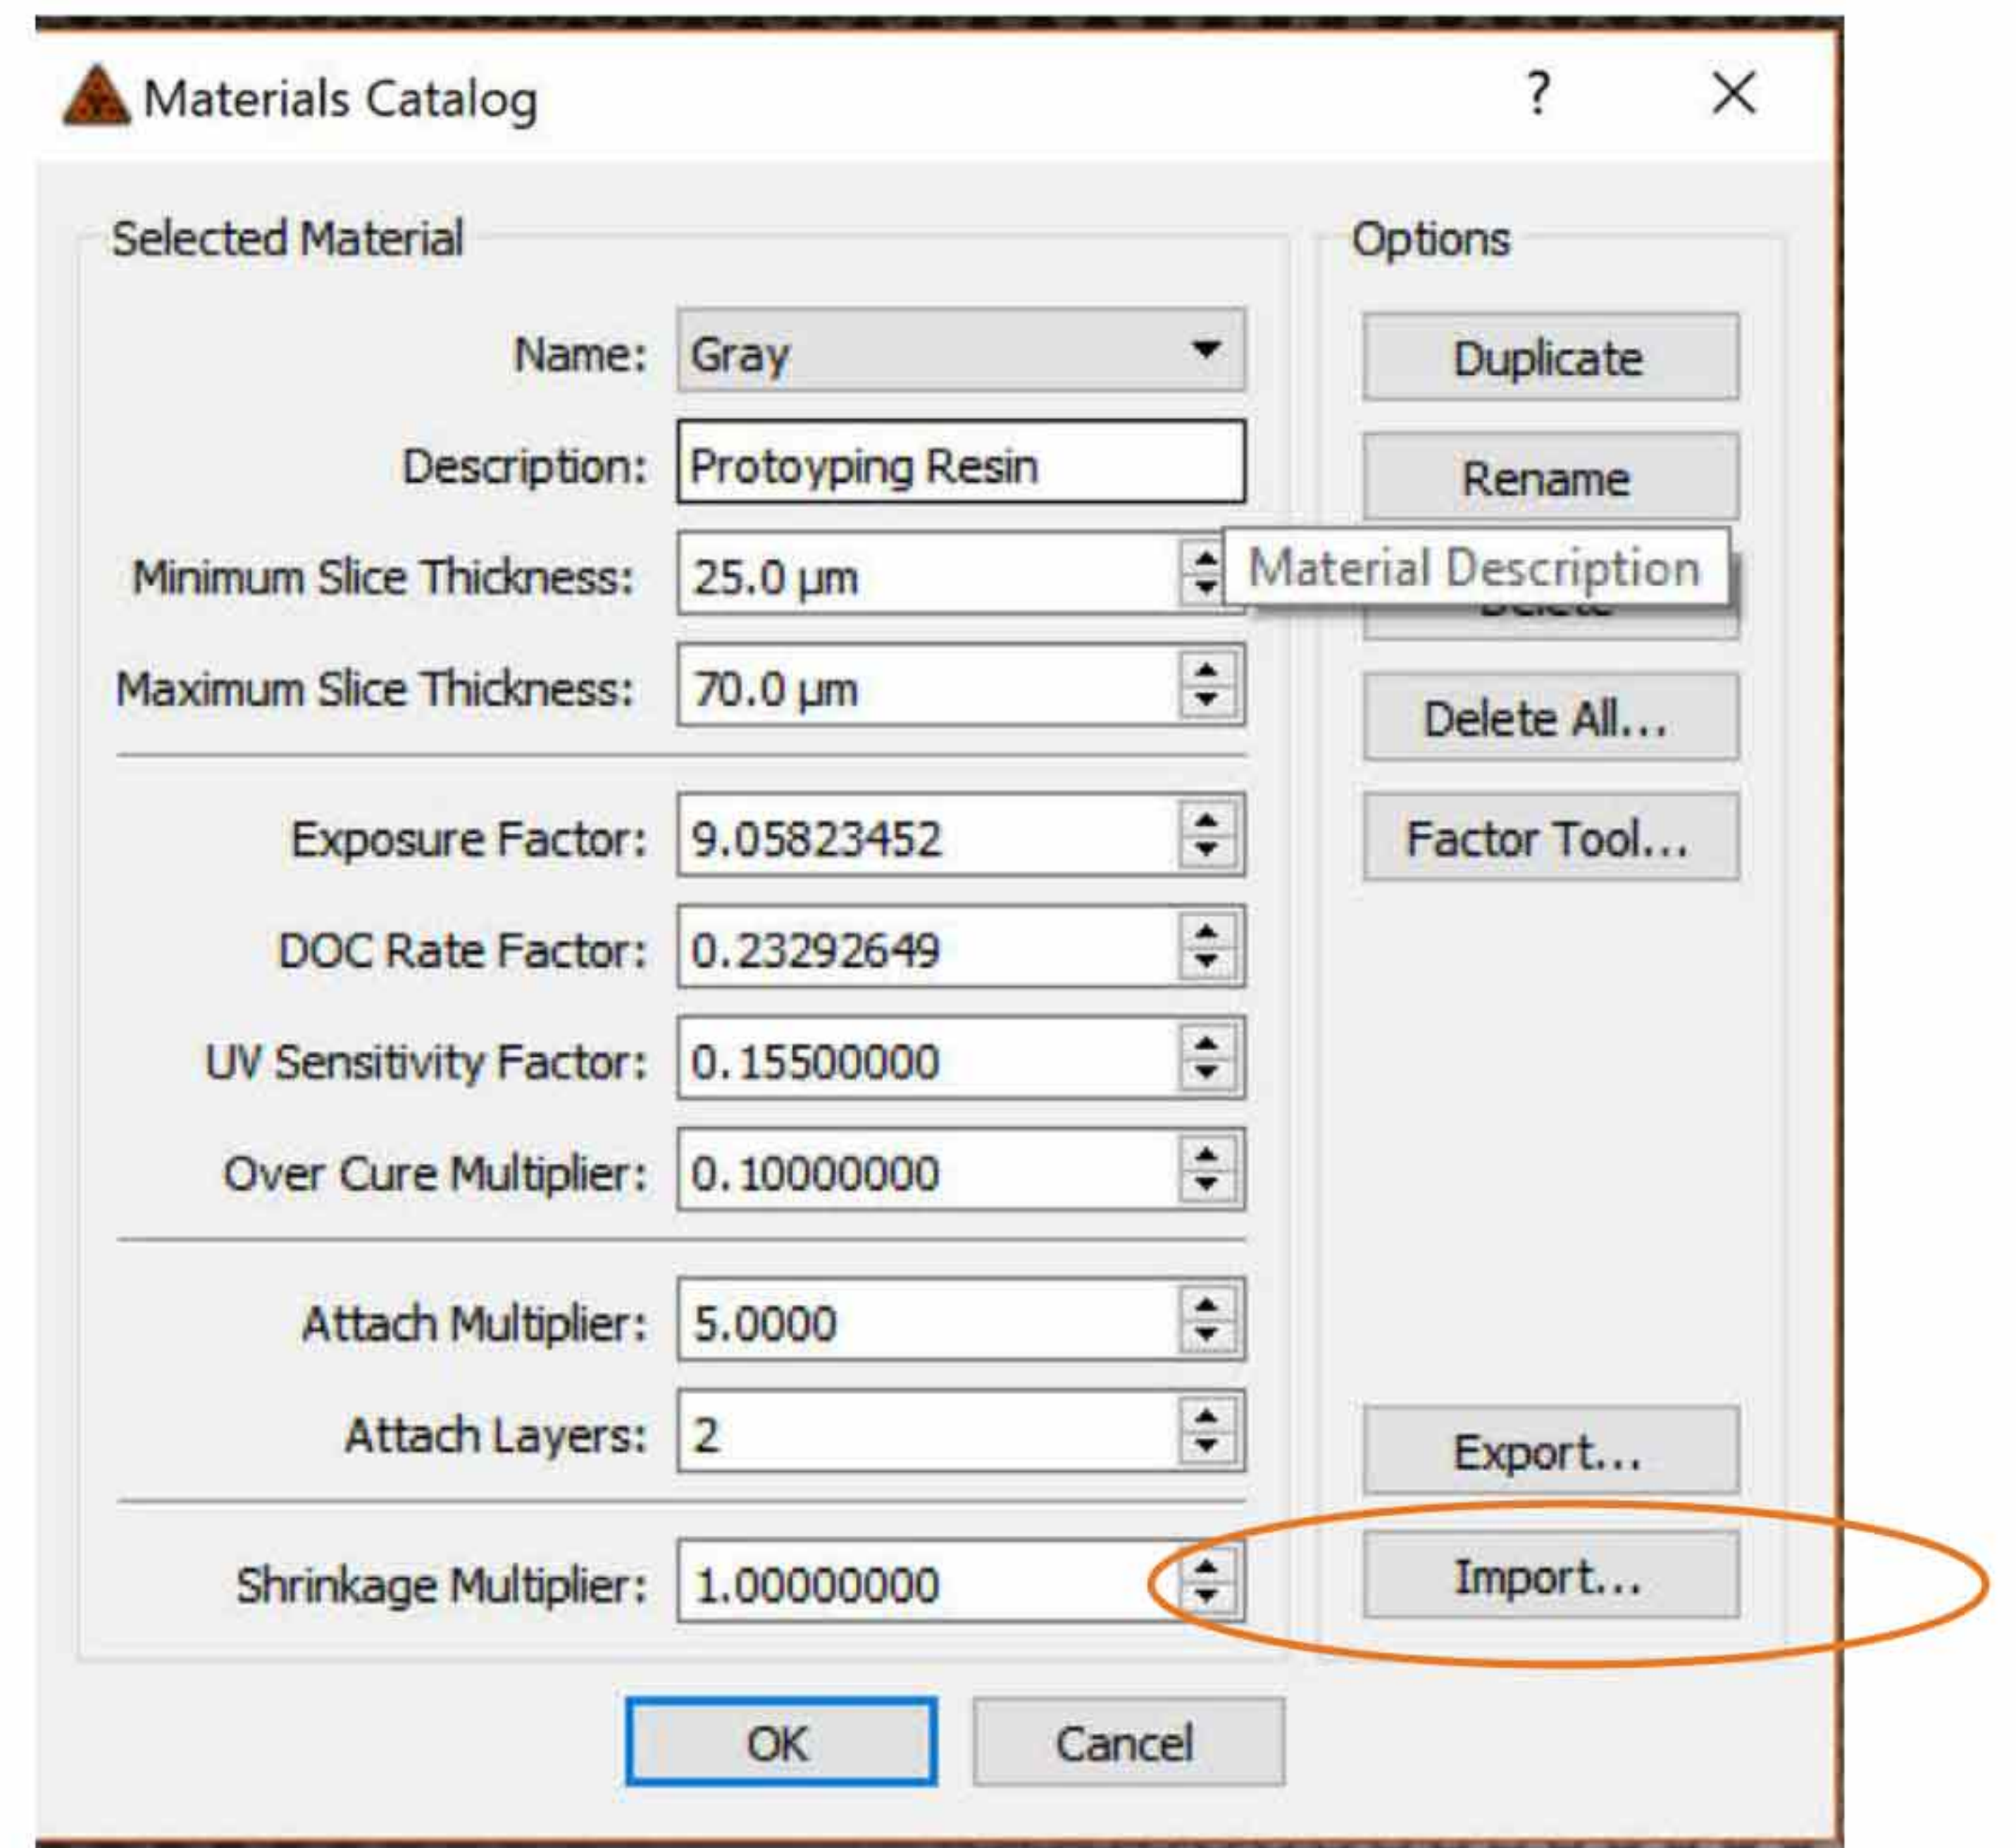 Materials Catalog ?
Selected Material
Name: Gray
Description: Protoyping Resin
Minimum Slice Thickness: 25.0 µm
Maximum Slice Thickness: 70.0 µm
Exposure Factor: 9.05823452
DOC Rate Factor: 0.23292649
UV Sensitivity Factor: 0.15500000
Over Cure Multiplier: 0.10000000
Attach Multiplier: 5.0000
Attach Layers: 2
Shrinkage Multiplier: 1.00000000
Options
Duplicate
Rename
Material Description
Delete All...
Factor Tool...
Export...
Import...
OK
Cancel